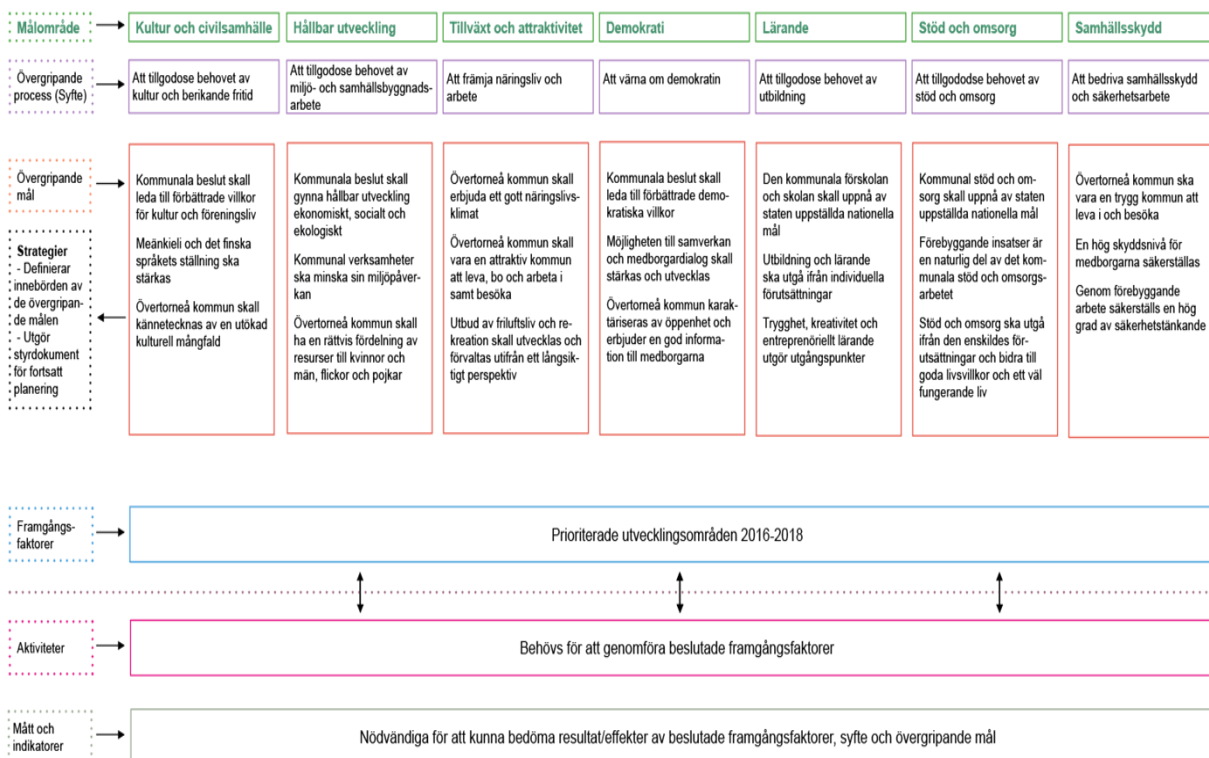 Målområde
Kultur och civilsamhälle
Hållbar utveckling
Tillväxt och attraktivitet
Demokrati
Lärande
Stöd och omsorg
Samhällsskydd
Övergripande
process (Syfte)
Att tillgodose behovet av
kultur och berikande fritid
Att tillgodose behovet av
miljö- och samhällsbyggnads-
arbete
Att främja näringsliv och
arbete
Att värna om demokratin
Att tillgodose behovet av
utbildning
Att tillgododse behovet av
stöd och omsorg
Att bedriva samhällsskydd
och säkerhetsarbete
Övergripande
mål
Kommunala beslut skall
leda till förbättrade villkor
för kultur och föreningsliv
Meänkieli och det finska
språkets ställning ska
stärkas
Övertorneå kommun skall
kännetecknas av en utökad
kulturell mångfald
Kommunala beslut skall
gynna hållbar utveckling
ekonomiskt, socialt och
ekologiskt
Kommunal verksamheter
ska minska sin miljöpåver-
kan
Övertorneå kommun skall
ha en rättvis fördelning av
resurser till kvinnor och
män, flickor och pojkar
Övertorneå kommun skall
erbjuda ett gott näringslivs-
klimat
Övertorneå kommun skall
vara en attraktiv kommun
att leva, bo och arbeta i
samt besöka
Utbud av friluftsliv och re-
kreation skall utvecklas och
förvaltas utifrån ett långsik-
tigt perspektiv
Kommunala beslut skall
leda till förbättrade demo-
kratiska villkor
Möjligheten till samverkan
och medborgardialog skall
stärkas och utvecklas
Övertorneå kommun karak-
täriseras av öppenhet och
erbjuder en god informa-
tion till medborgarna
Den kommunala förskolan
och skolan skall uppnå av
staten uppställda nationella
mål
Utbildning och lärande
ska utgå ifrån individuella
förutsättningar
Trygghet, kreativitet och
entreprenöriellt lärande
utgör utgångspunkter
Kommunal stöd och om-
sorg skall uppnå av staten
uppställda nationella mål
Förebyggande insatser är
en naturlig del av det kom-
munala stöd och omsorgs-
arbetet
Stöd och omsorg ska utgå
ifrån den enskildes för-
utsättningar och bidra till
goda livsvillkor och ett väl
fungerande liv
Övertorneå kommun ska
vara en trygg kommun att
leva i och besöka
En hög skyddsnivå för
medborgarna säkerställas
Genom förebyggande
arbete säkerställs en hög
grad av säkerhetstänkande
Strategier
- Definierar
innebörden av
de övergripan-
de målen
- Utgör
styrdokument
för fortsatt
planering
Framgångs-
faktorer
Prioriterade utvecklingsområden 2016-2018
Aktiviteter
Behövs för att genomföra beslutade framgångsfaktorer
Mått och
indikatorer
Nödvändiga för att kunna bedöma resultat/effekter av beslutade framgångsfaktorer, syfte och övergripande mål